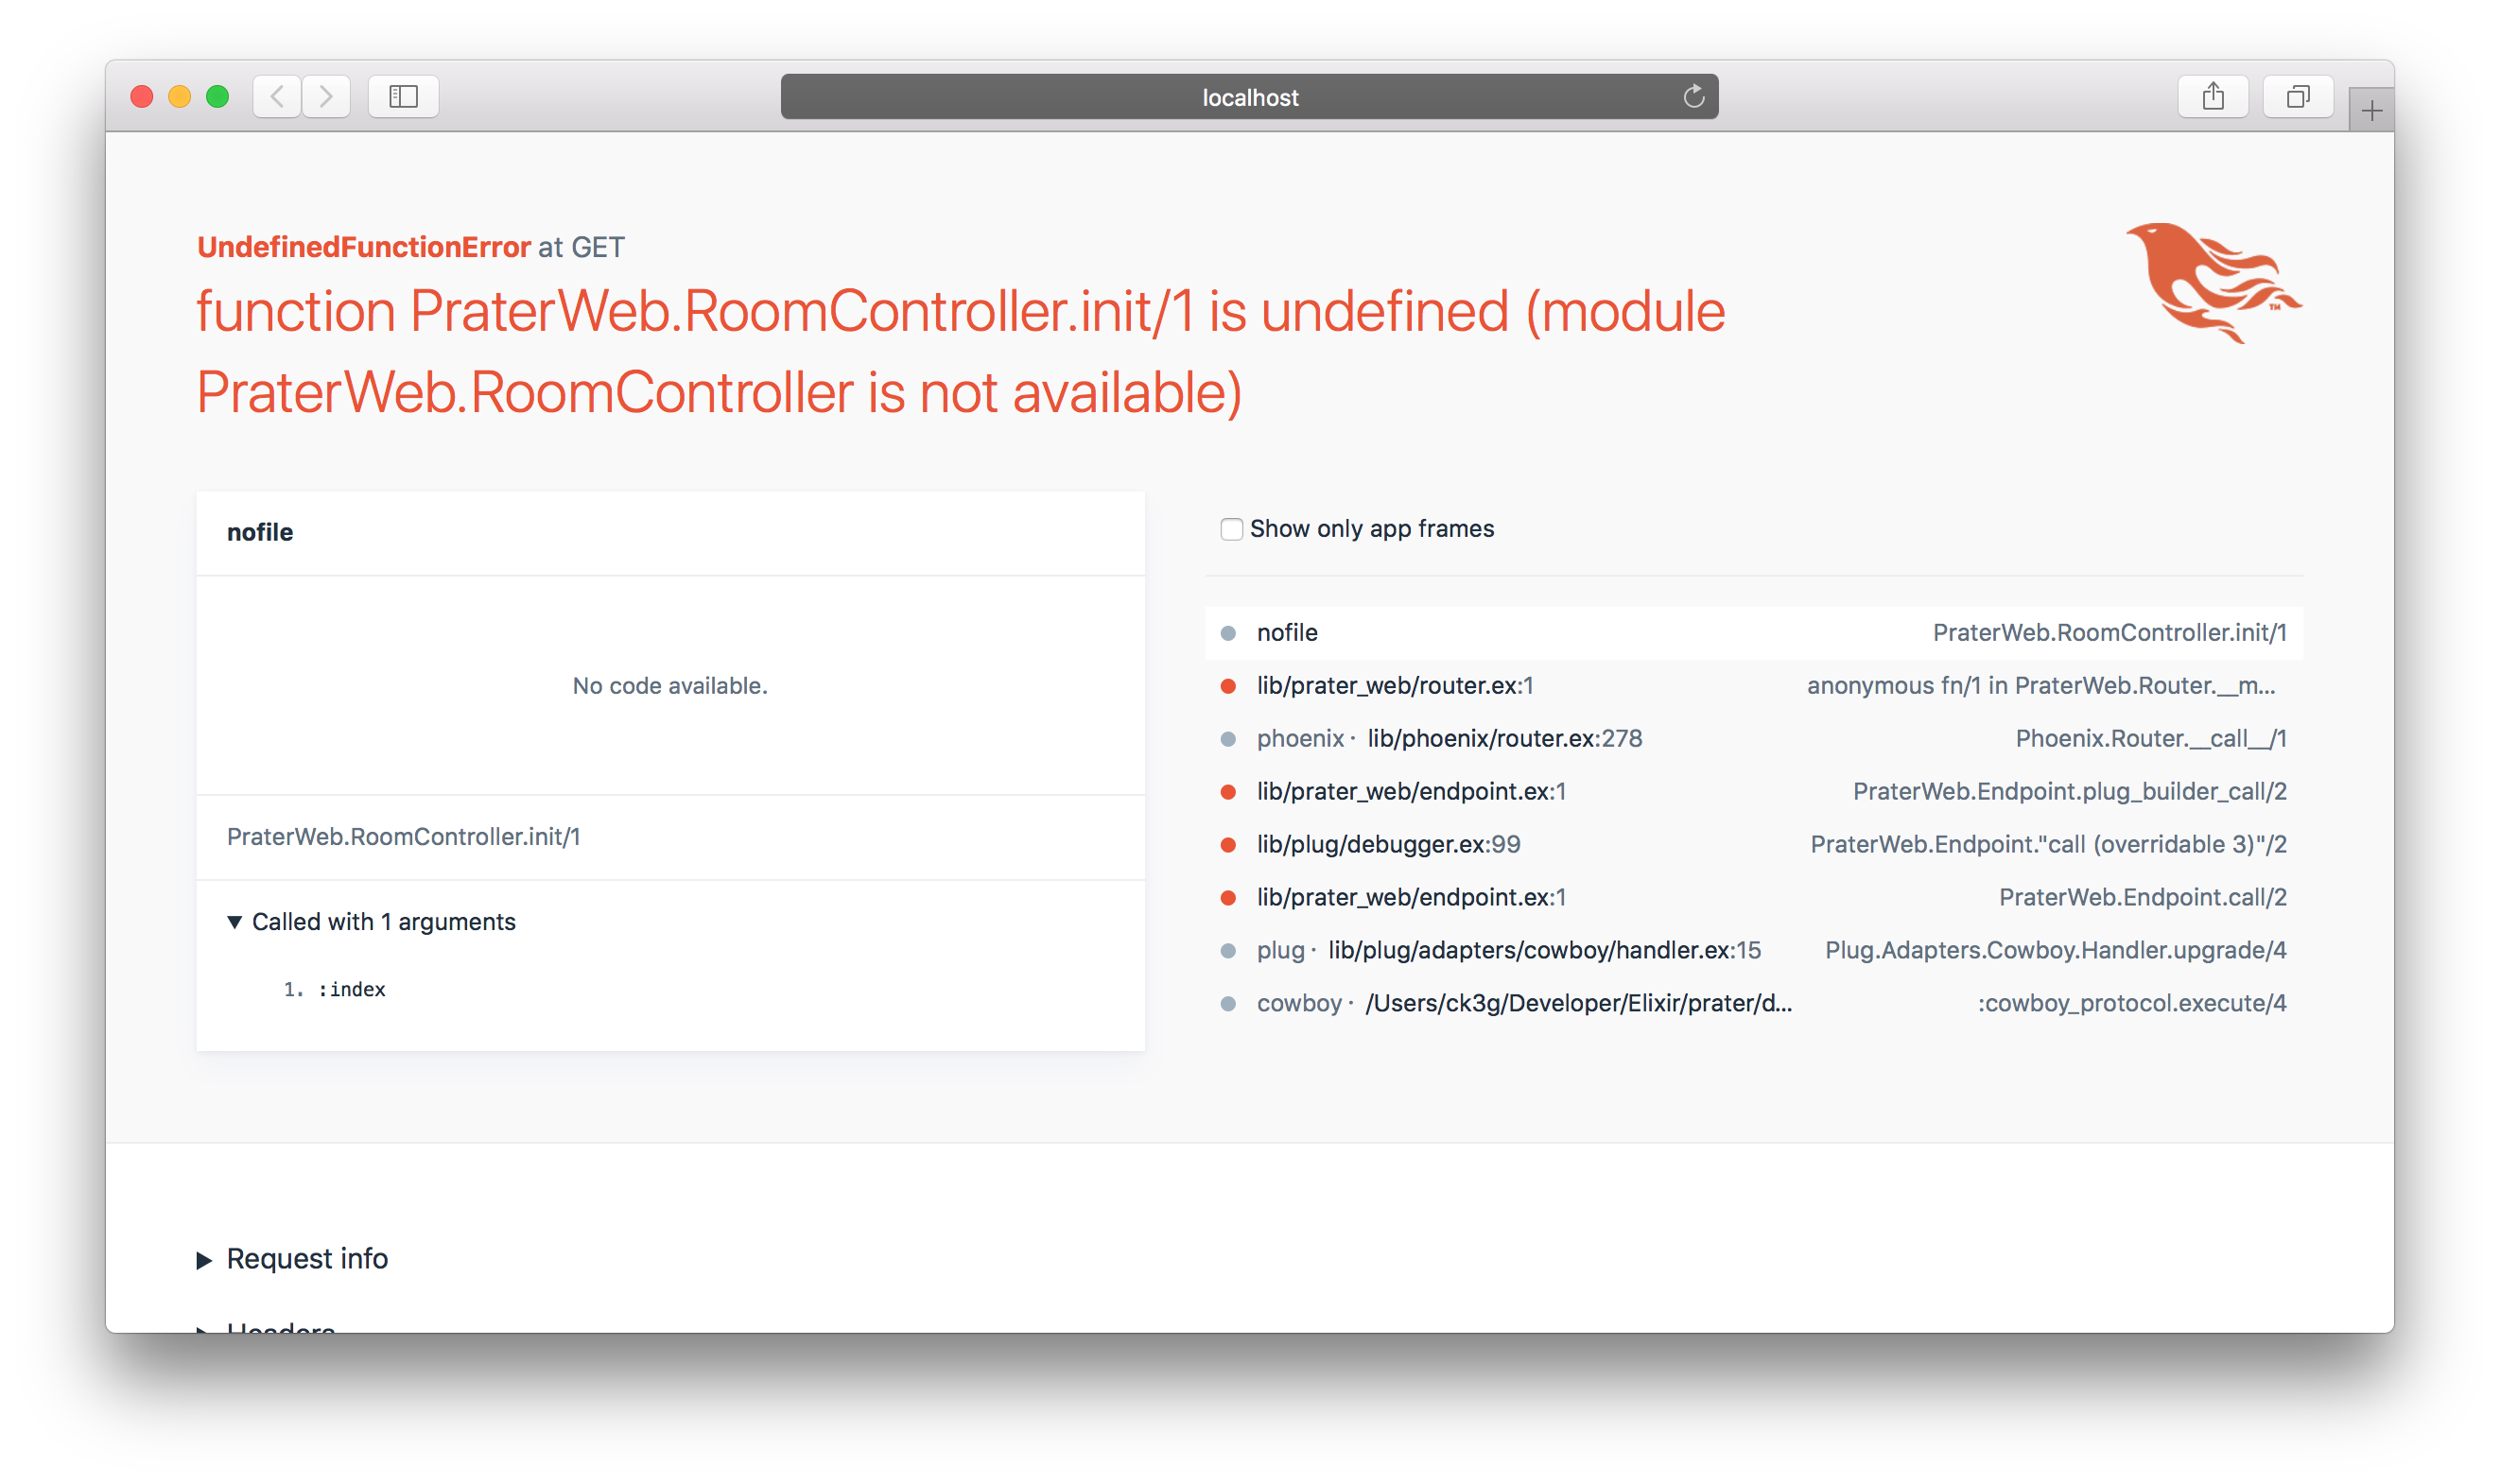 localhost
UndefinedFunctionError at GET
function PraterWeb.RoomController.init/1 is undefined (module
PraterWeb.RoomController is not available)
TM
nofile
No code available.
PraterWeb.RoomController.init/1
▼ Called with 1 arguments
1. :index
Show only app frames
nofile PraterWeb.RoomController.init/1
lib/prater_web/router.ex:1 anonymous fn/1 in PraterWeb.Router.__m...
phoenix · lib/phoenix/router.ex:278 Phoenix.Router.__call__/1
lib/prater_web/endpoint.ex:1 PraterWeb.Endpoint.plug_builder_call/2
lib/plug/debugger.ex:99 PraterWeb.Endpoint."call (overridable 3)"/2
lib/prater_web/endpoint.ex:1 PraterWeb.Endpoint.call/2
plug · lib/plug/adapters/cowboy/handler.ex:15 Plug.Adapters.Cowboy.Handler.upgrade/4
cowboy · /Users/ck3g/Developer/Elixir/prater/d... :cowboy_protocol.execute/4
▶ Request info
▶ Headers